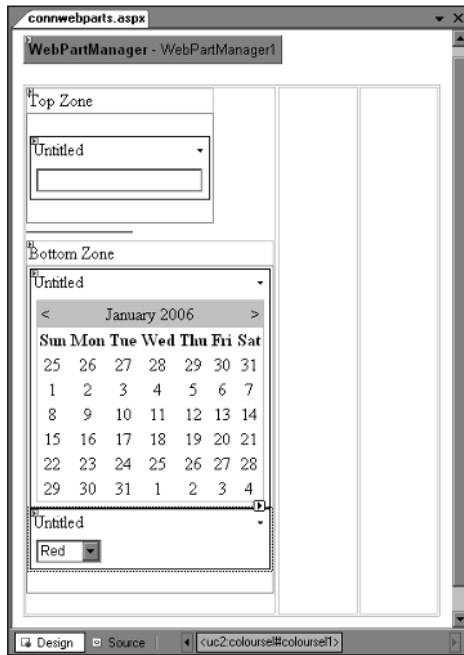 connwebparts.aspx
WebPartManager - WebPartManager1
Top Zone
Untitled
Bottom Zone
Untitled
< January 2006 >
Sun Mon Tue Wed Thu Fri Sat
25 26 27 28 29 30 31
1 2 3 4 5 6 7
8 9 10 11 12 13 14
15 16 17 18 19 20 21
22 23 24 25 26 27 28
29 30 31 1 2 3 4
Untitled
Red
Design Source <uc2:coloursel#coloursel1>